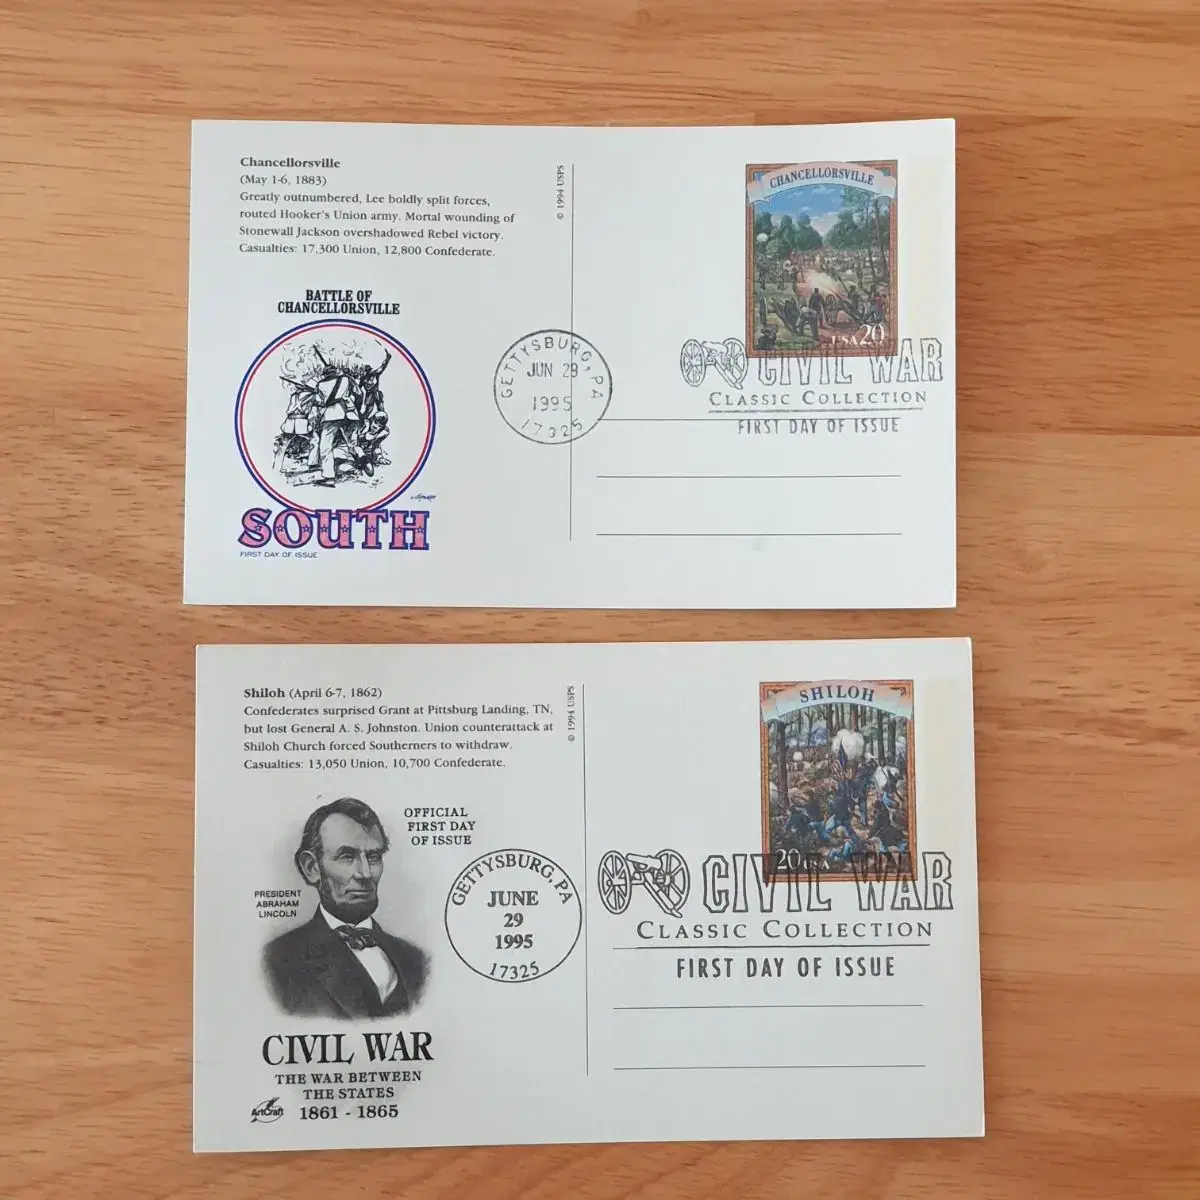 Chancellorsville
(May 1-6, 1883)
Greatly outnumbered, Lee boldly split forces,
routed Hooker's Union army. Mortal wounding of
Stonewall Jackson overshadowed Rebel victory.
Casualties: 17,300 Union, 12,800 Confederate.
© 1994 USPS
CHANCELLORSVILLE
USA 20
BATTLE OF
CHANCELLORSVILLE
SOUTH
FIRST DAY OF ISSUE
GETTYSBURG, PA
JUN 29
1995
17325
CIVIL WAR
CLASSIC COLLECTION
FIRST DAY OF ISSUE
Shiloh (April 6-7, 1862)
Confederates surprised Grant at Pittsburg Landing, TN,
but lost General A. S. Johnston. Union counterattack at
Shiloh Church forced Southerners to withdraw.
Casualties: 13,050 Union, 10,700 Confederate.
© 1994 USPS
SHILOH
20 USA
OFFICIAL
FIRST DAY
OF ISSUE
PRESIDENT
ABRAHAM
LINCOLN
GETTYSBURG, PA
JUNE
29
1995
17325
CIVIL WAR
CLASSIC COLLECTION
FIRST DAY OF ISSUE
CIVIL WAR
THE WAR BETWEEN
THE STATES
1861 - 1865
ArtCraft